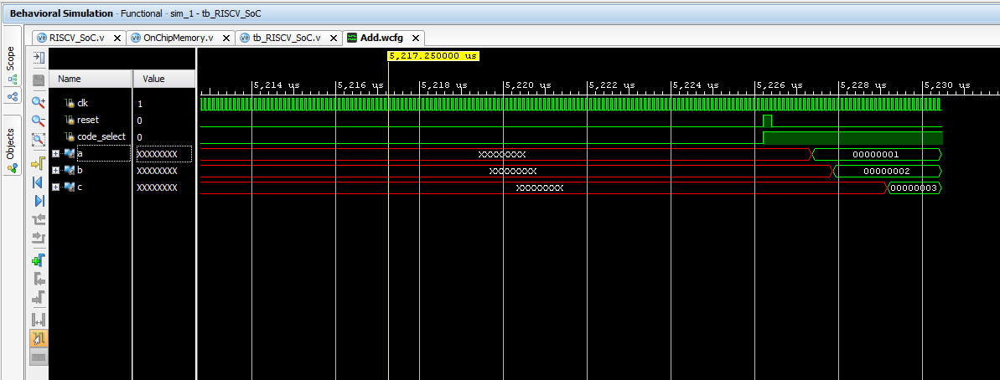 Behavioral Simulation - Functional - sim_1 - tb_RISCV_SoC
RISCV_SoC.v OnChipMemory.v tb_RISCV_SoC.v Add.wcfg
Scope
Objects
5,217.250000 us
Name Value
5,214 us 5,216 us 5,218 us 5,220 us 5,222 us 5,224 us 5,226 us 5,228 us 5,230 us
clk 1
reset 0
code_select 0
a XXXXXXXX XXXXXXXX 00000001
b XXXXXXXX XXXXXXXX 00000002
c XXXXXXXX XXXXXXXX 00000003